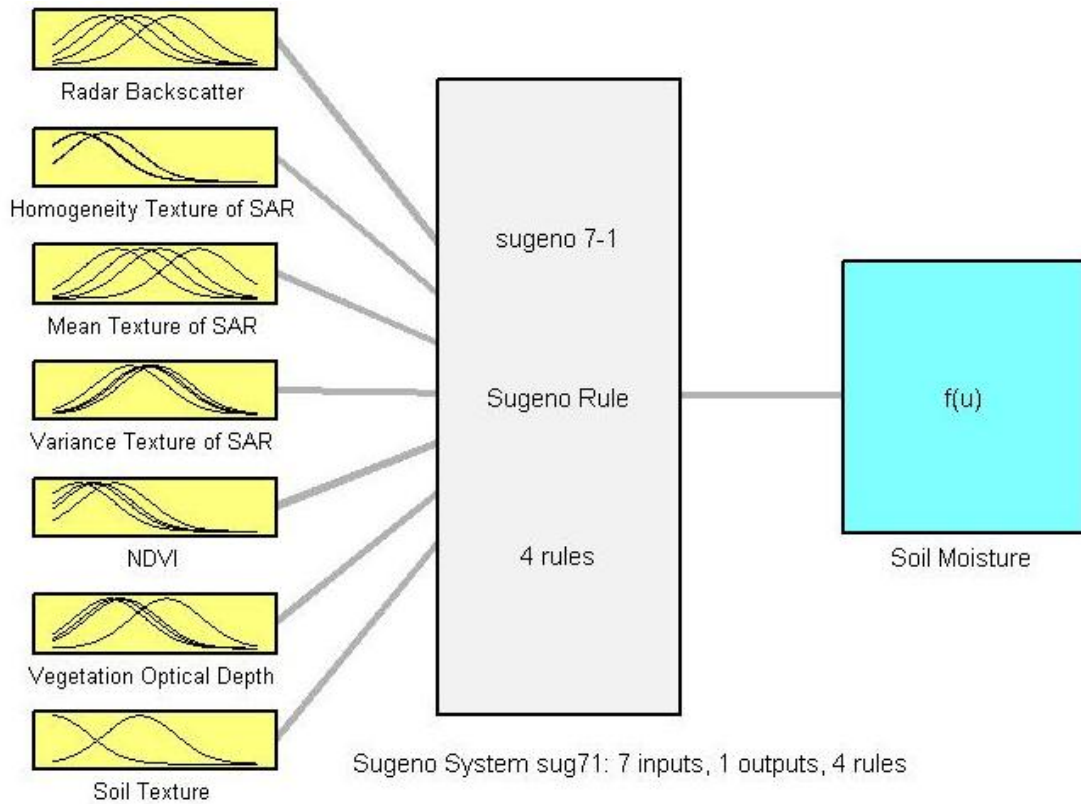 Radar Backscatter
Homogeneity Texture of SAR
Mean Texture of SAR
Variance Texture of SAR
NDVI
Vegetation Optical Depth
Soil Texture
sugeno 7-1
Sugeno Rule
4 rules
f(u)
Soil Moisture
Sugeno System sug71: 7 inputs, 1 outputs, 4 rules